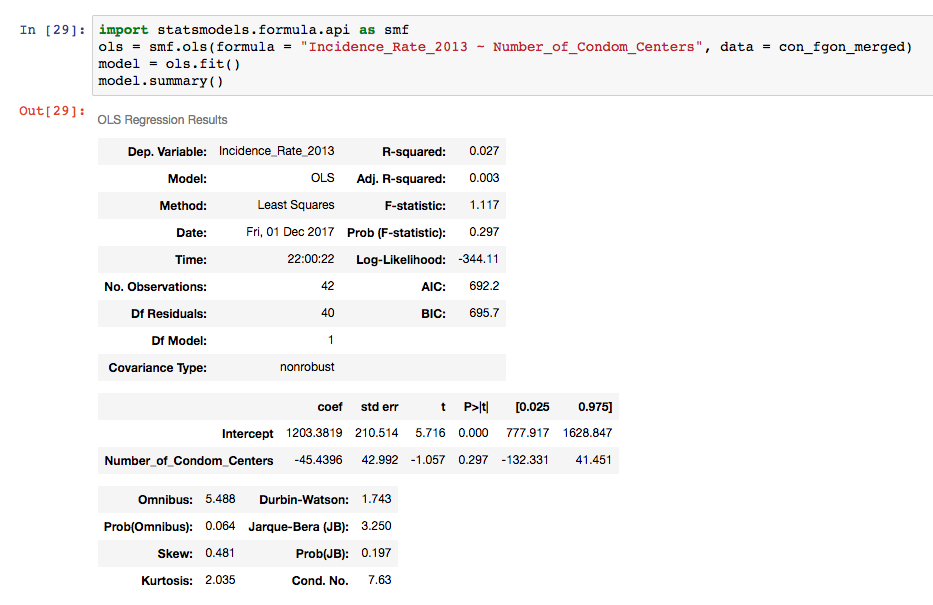 In [29]: import statsmodels.formula.api as smf
ols = smf.ols(formula = "Incidence_Rate_2013 ~ Number_of_Condom_Centers", data = con_fgon_merged)
model = ols.fit()
model.summary()
Out[29]:
OLS Regression Results
Dep. Variable: Incidence_Rate_2013 R-squared: 0.027
Model: OLS Adj. R-squared: 0.003
Method: Least Squares F-statistic: 1.117
Date: Fri, 01 Dec 2017 Prob (F-statistic): 0.297
Time: 22:00:22 Log-Likelihood: -344.11
No. Observations: 42 AIC: 692.2
Df Residuals: 40 BIC: 695.7
Df Model: 1
Covariance Type: nonrobust
coef std err t P>|t| [0.025 0.975]
Intercept 1203.3819 210.514 5.716 0.000 777.917 1628.847
Number_of_Condom_Centers -45.4396 42.992 -1.057 0.297 -132.331 41.451
Omnibus: 5.488 Durbin-Watson: 1.743
Prob(Omnibus): 0.064 Jarque-Bera (JB): 3.250
Skew: 0.481 Prob(JB): 0.197
Kurtosis: 2.035 Cond. No. 7.63